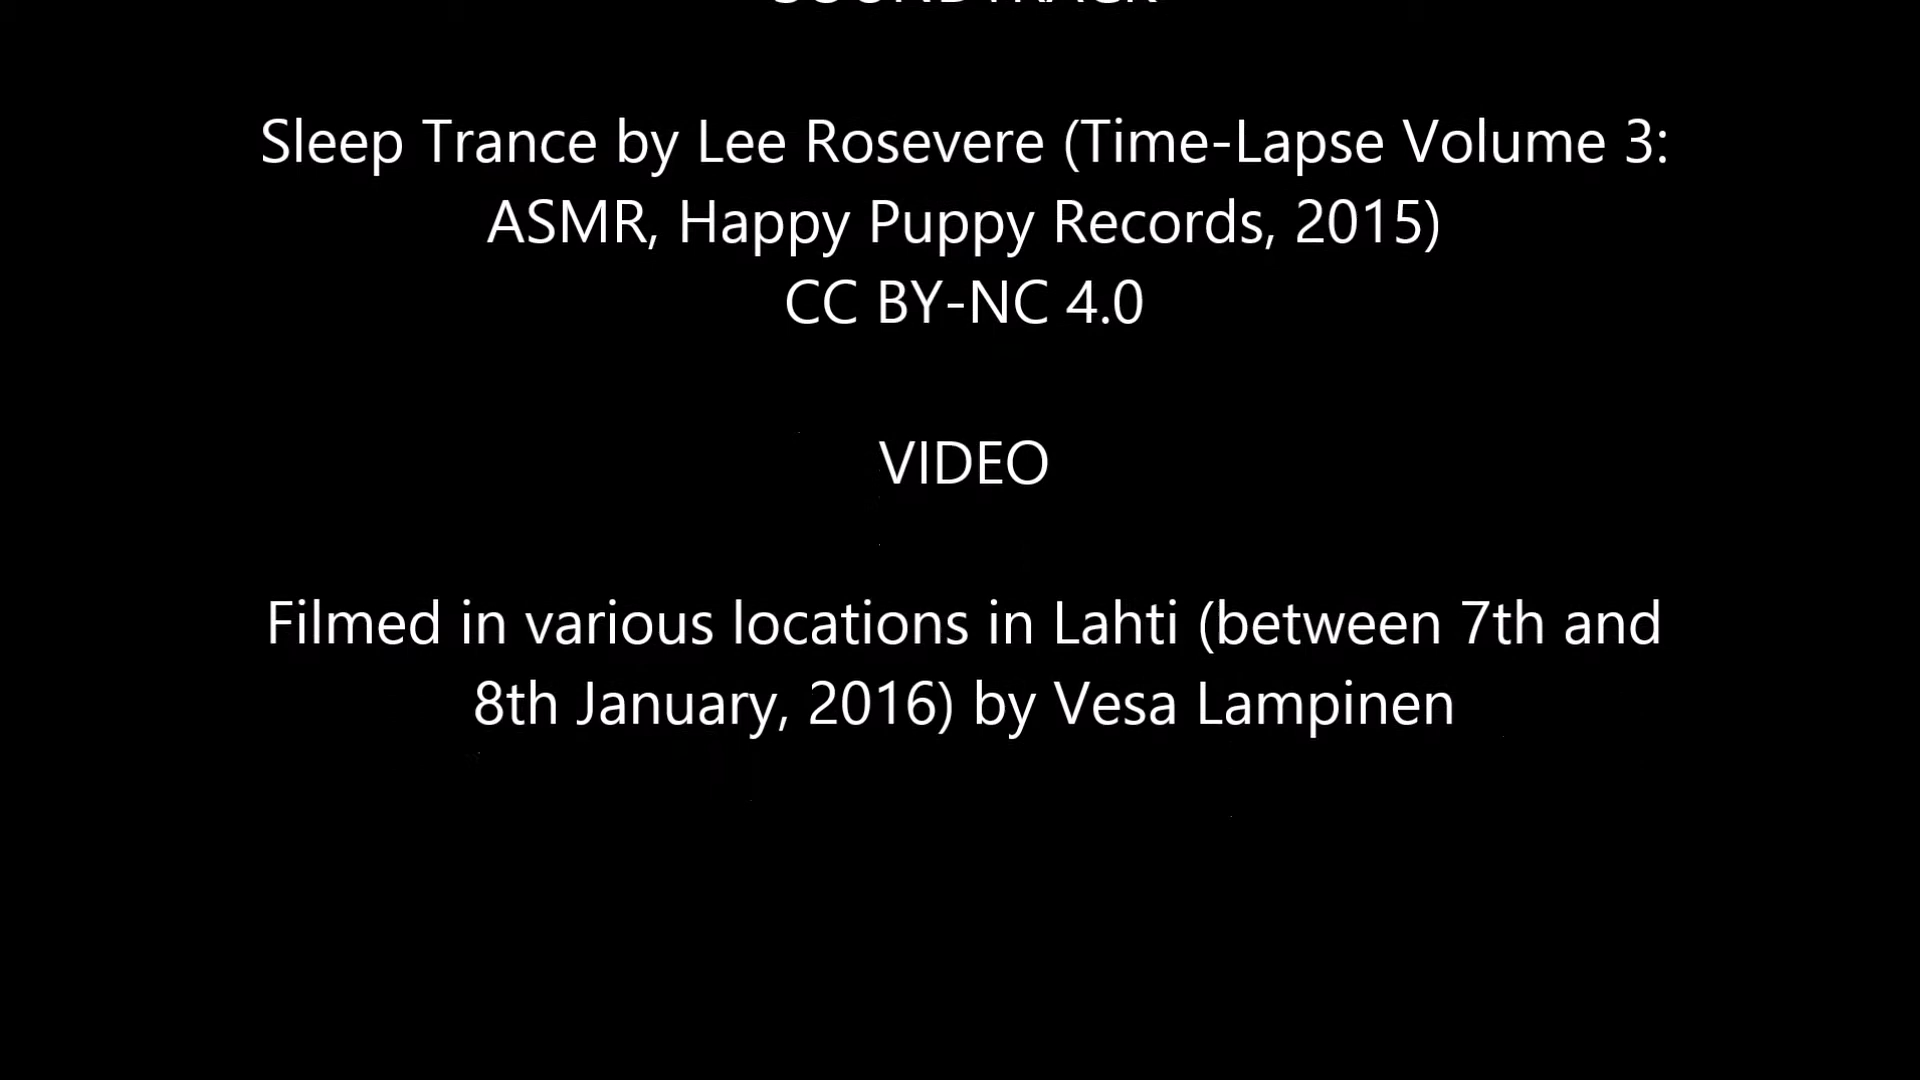 SOUNDTRACK
Sleep Trance by Lee Rosevere (Time-Lapse Volume 3:
ASMR, Happy Puppy Records, 2015)
CC BY-NC 4.0
VIDEO
Filmed in various locations in Lahti (between 7th and
8th January, 2016) by Vesa Lampinen